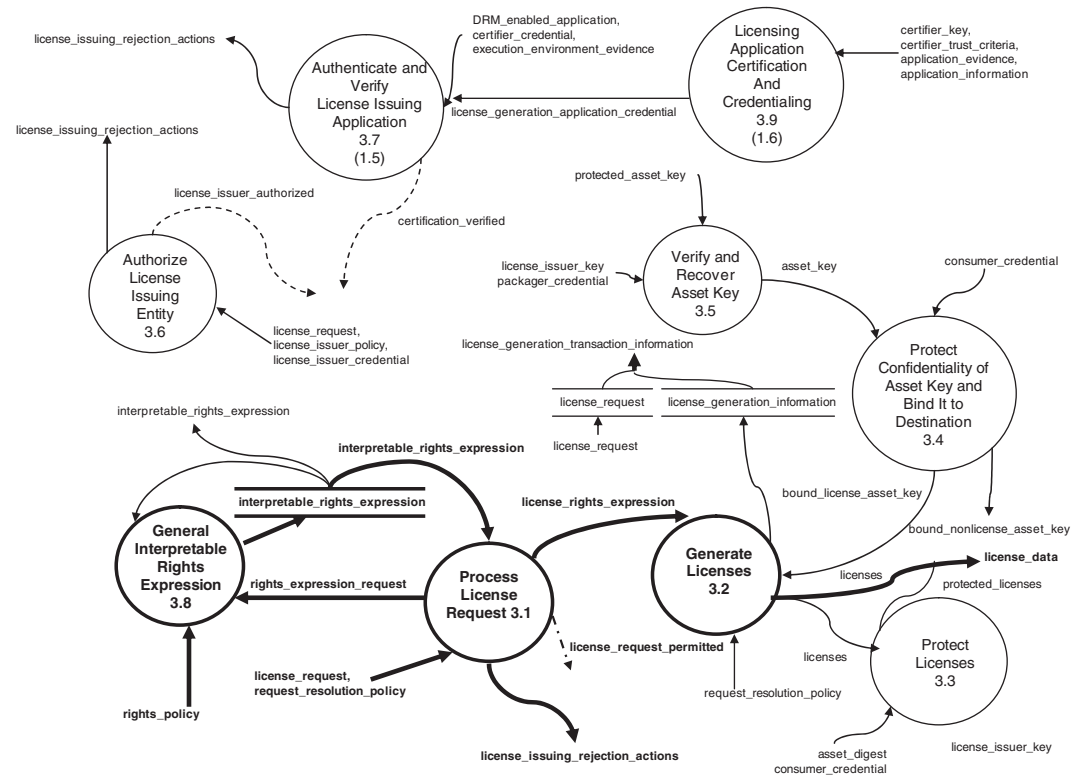 DRM_enabled_application,
certifier_credential,
execution_environment_evidence
license_issuing_rejection_actions
Authenticate and
Verify
License Issuing
Application
3.7
(1.5)
Licensing
Application
Certification
And
Credentialing
3.9
(1.6)
certifier_key,
certifier_trust_criteria,
application_evidence,
application_information
license_generation_application_credential
license_issuing_rejection_actions
license_issuer_authorized
certification_verified
protected_asset_key
Authorize
License
Issuing
Entity
3.6
license_request,
license_issuer_policy,
license_issuer_credential
license_issuer_key
packager_credential
Verify and
Recover
Asset Key
3.5
asset_key
consumer_credential
Protect
Confidentiality of
Asset Key and
Bind It to
Destination
3.4
license_generation_transaction_information
license_request
license_generation_information
license_request
interpretable_rights_expression
interpretable_rights_expression
interpretable_rights_expression
license_rights_expression
bound_license_asset_key
bound_nonlicense_asset_key
General
Interpretable
Rights
Expression
3.8
rights_expression_request
Process
License
Request 3.1
Generate
Licenses
3.2
licenses
license_data
protected_licenses
license_request_permitted
licenses
Protect
Licenses
3.3
license_request,
request_resolution_policy
request_resolution_policy
rights_policy
license_issuing_rejection_actions
asset_digest
consumer_credential
license_issuer_key